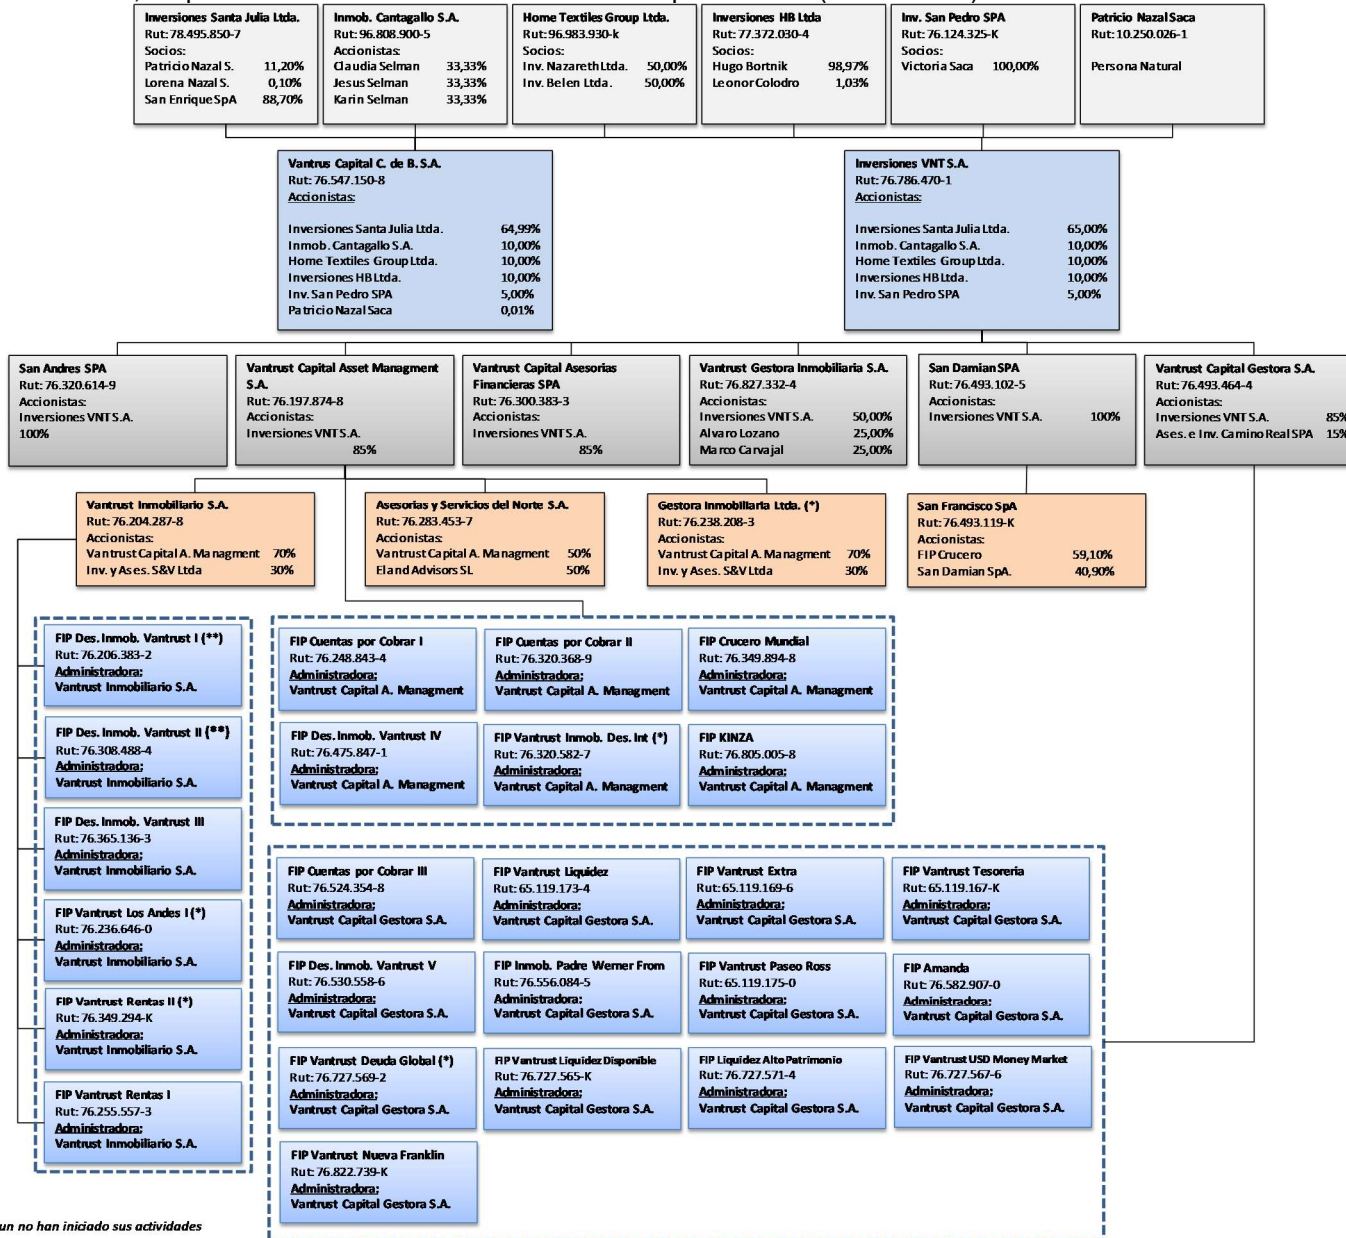 Inversiones Santa Julia Ltda.
Rut: 78.495.850-7
Socios:
Patricio Nazal S. 11,20%
Lorena Nazal S. 0,10%
San Enrique SpA 88,70%
Inmob. Cantagallo S.A.
Rut: 96.808.900-5
Accionistas:
Claudia Selman 33,33%
Jesus Selman 33,33%
Karin Selman 33,33%
Home Textiles Group Ltda.
Rut: 96.983.930-k
Socios:
Inv. Nazareth Ltda. 50,00%
Inv. Belen Ltda. 50,00%
Inversiones HB Ltda
Rut: 77.372.030-4
Socios:
Hugo Bortnik 98,97%
Leonor Colodro 1,03%
Inv. San Pedro SPA
Rut: 76.124.325-K
Socios:
Victoria Saca 100,00%
Patricio Nazal Saca
Rut: 10.250.026-1
Persona Natural
Vantrus Capital C. de B. S.A.
Rut: 76.547.150-8
Accionistas:
Inversiones Santa Julia Ltda. 64,99%
Inmob. Cantagallo S.A. 10,00%
Home Textiles Group Ltda. 10,00%
Inversiones HB Ltda. 10,00%
Inv. San Pedro SPA 5,00%
Patricio Nazal Saca 0,01%
Inversiones VNT S.A.
Rut: 76.786.470-1
Accionistas:
Inversiones Santa Julia Ltda. 65,00%
Inmob. Cantagallo S.A. 10,00%
Home Textiles Group Ltda. 10,00%
Inversiones HB Ltda. 10,00%
Inv. San Pedro SPA 5,00%
San Andres SPA
Rut: 76.320.614-9
Accionistas:
Inversiones VNT S.A.
100%
Vantrust Capital Asset Managment
S.A.
Rut: 76.197.874-8
Accionistas:
Inversiones VNT S.A.
85%
Vantrust Capital Asesorias
Financieras SPA
Rut: 76.300.383-3
Accionistas:
Inversiones VNT S.A.
85%
Vantrust Gestora Inmobiliaria S.A.
Rut: 76.827.332-4
Accionistas:
Inversiones VNT S.A. 50,00%
Alvaro Lozano 25,00%
Marco Carvajal 25,00%
San Damian SPA
Rut: 76.493.102-5
Accionistas:
Inversiones VNT S.A. 100%
Vantrust Capital Gestora S.A.
Rut: 76.493.464-4
Accionistas:
Inversiones VNT S.A. 85%
Ases. e Inv. Camino Real SPA 15%
Vantrust Inmobiliario S.A.
Rut: 76.204.287-8
Accionistas:
Vantrust Capital A. Managment 70%
Inv. y Ases. S&V Ltda 30%
Asesorias y Servicios del Norte S.A.
Rut: 76.283.453-7
Accionistas:
Vantrust Capital A. Managment 50%
Eland Advisors SL 50%
Gestora Inmobiliaria Ltda. (*)
Rut: 76.238.208-3
Accionistas:
Vantrust Capital A. Managment 70%
Inv. y Ases. S&V Ltda 30%
San Francisco SpA
Rut: 76.493.119-K
Accionistas:
FIP Crucero 59,10%
San Damian SpA. 40,90%
FIP Des. Inmob. Vantrust I (**)
Rut: 76.206.383-2
Administradora;
Vantrust Inmobiliario S.A.
FIP Des. Inmob. Vantrust II (**)
Rut: 76.308.488-4
Administradora;
Vantrust Inmobiliario S.A.
FIP Des. Inmob. Vantrust III
Rut: 76.365.136-3
Administradora;
Vantrust Inmobiliario S.A.
FIP Vantrust Los Andes I (*)
Rut: 76.236.646-0
Administradora;
Vantrust Inmobiliario S.A.
FIP Vantrust Rentas II (*)
Rut: 76.349.294-K
Administradora;
Vantrust Inmobiliario S.A.
FIP Vantrust Rentas I
Rut: 76.255.557-3
Administradora;
Vantrust Inmobiliario S.A.
FIP Cuentas por Cobrar I
Rut: 76.248.843-4
Administradora;
Vantrust Capital A. Managment
FIP Cuentas por Cobrar II
Rut: 76.320.368-9
Administradora;
Vantrust Capital A. Managment
FIP Crucero Mundial
Rut: 76.349.894-8
Administradora;
Vantrust Capital A. Managment
FIP Des. Inmob. Vantrust IV
Rut: 76.475.847-1
Administradora;
Vantrust Capital A. Managment
FIP Vantrust Inmob. Des. Int (*)
Rut: 76.320.582-7
Administradora;
Vantrust Capital A. Managment
FIP KINZA
Rut: 76.805.005-8
Administradora;
Vantrust Capital A. Managment
FIP Cuentas por Cobrar III
Rut: 76.524.354-8
Administradora;
Vantrust Capital Gestora S.A.
FIP Vantrust Liquidez
Rut: 65.119.173-4
Administradora;
Vantrust Capital Gestora S.A.
FIP Vantrust Extra
Rut: 65.119.169-6
Administradora;
Vantrust Capital Gestora S.A.
FIP Vantrust Tesoreria
Rut: 65.119.167-K
Administradora;
Vantrust Capital Gestora S.A.
FIP Des. Inmob. Vantrust V
Rut: 76.530.558-6
Administradora;
Vantrust Capital Gestora S.A.
FIP Inmob. Padre Werner From
Rut: 76.556.084-5
Administradora;
Vantrust Capital Gestora S.A.
FIP Vantrust Paseo Ross
Rut: 65.119.175-0
Administradora;
Vantrust Capital Gestora S.A.
FIP Amanda
Rut: 76.582.907-0
Administradora;
Vantrust Capital Gestora S.A.
FIP Vantrust Deuda Global (*)
Rut: 76.727.569-2
Administradora;
Vantrust Capital Gestora S.A.
FIP Vantrust Liquidez Disponible
Rut: 76.727.565-K
Administradora;
Vantrust Capital Gestora S.A.
FIP Liquidez Alto Patrimonio
Rut: 76.727.571-4
Administradora;
Vantrust Capital Gestora S.A.
FIP Vantrust USD Money Market
Rut: 76.727.567-6
Administradora;
Vantrust Capital Gestora S.A.
FIP Vantrust Nueva Franklin
Rut: 76.822.739-K
Administradora;
Vantrust Capital Gestora S.A.
un no han iniciado sus actividades